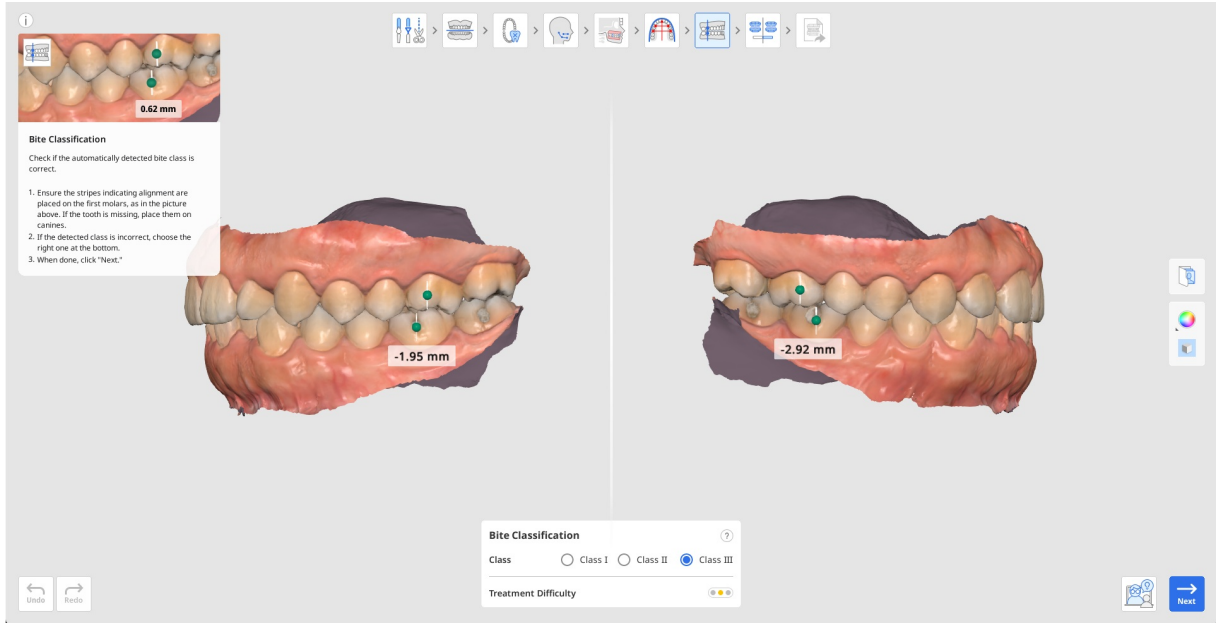 0.62 mm
Bite Classification
Check if the automatically detected bite class is
correct.
1. Ensure the stripes indicating alignment are
placed on the first molars, as in the picture
above. If the tooth is missing, place them on
canines.
2. If the detected class is incorrect, choose the
right one at the bottom.
3. When done, click "Next."
-1.95 mm
-2.92 mm
Bite Classification ?
Class Class I Class II Class III
Treatment Difficulty
Undo Redo
Next